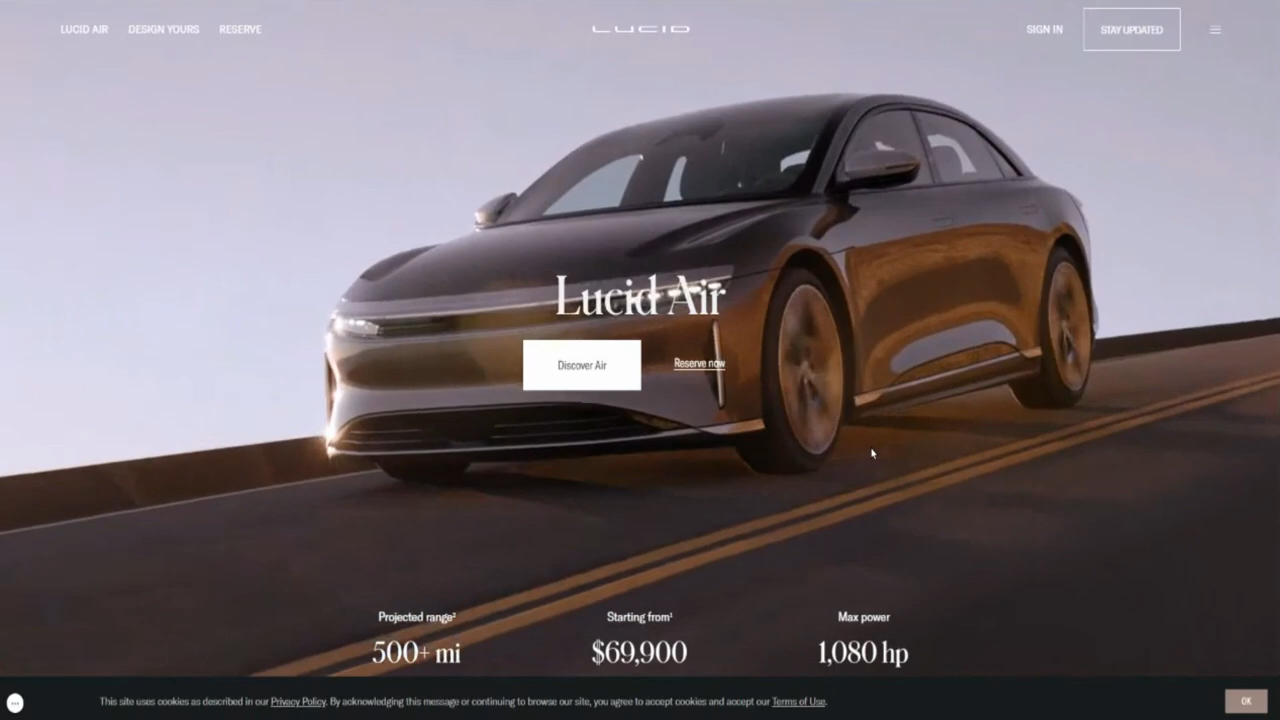 LUCID AIR DESIGN YOURS RESERVE LUCID SIGN IN STAY UPDATED
Lucid Air
Discover Air Reserve now
Projected range² Starting from¹ Max power
500+ mi $69,900 1,080 hp
This site uses cookies as described in our Privacy Policy. By acknowledging this message or continuing to browse our site, you agree to accept cookies and accept our Terms of Use. OK